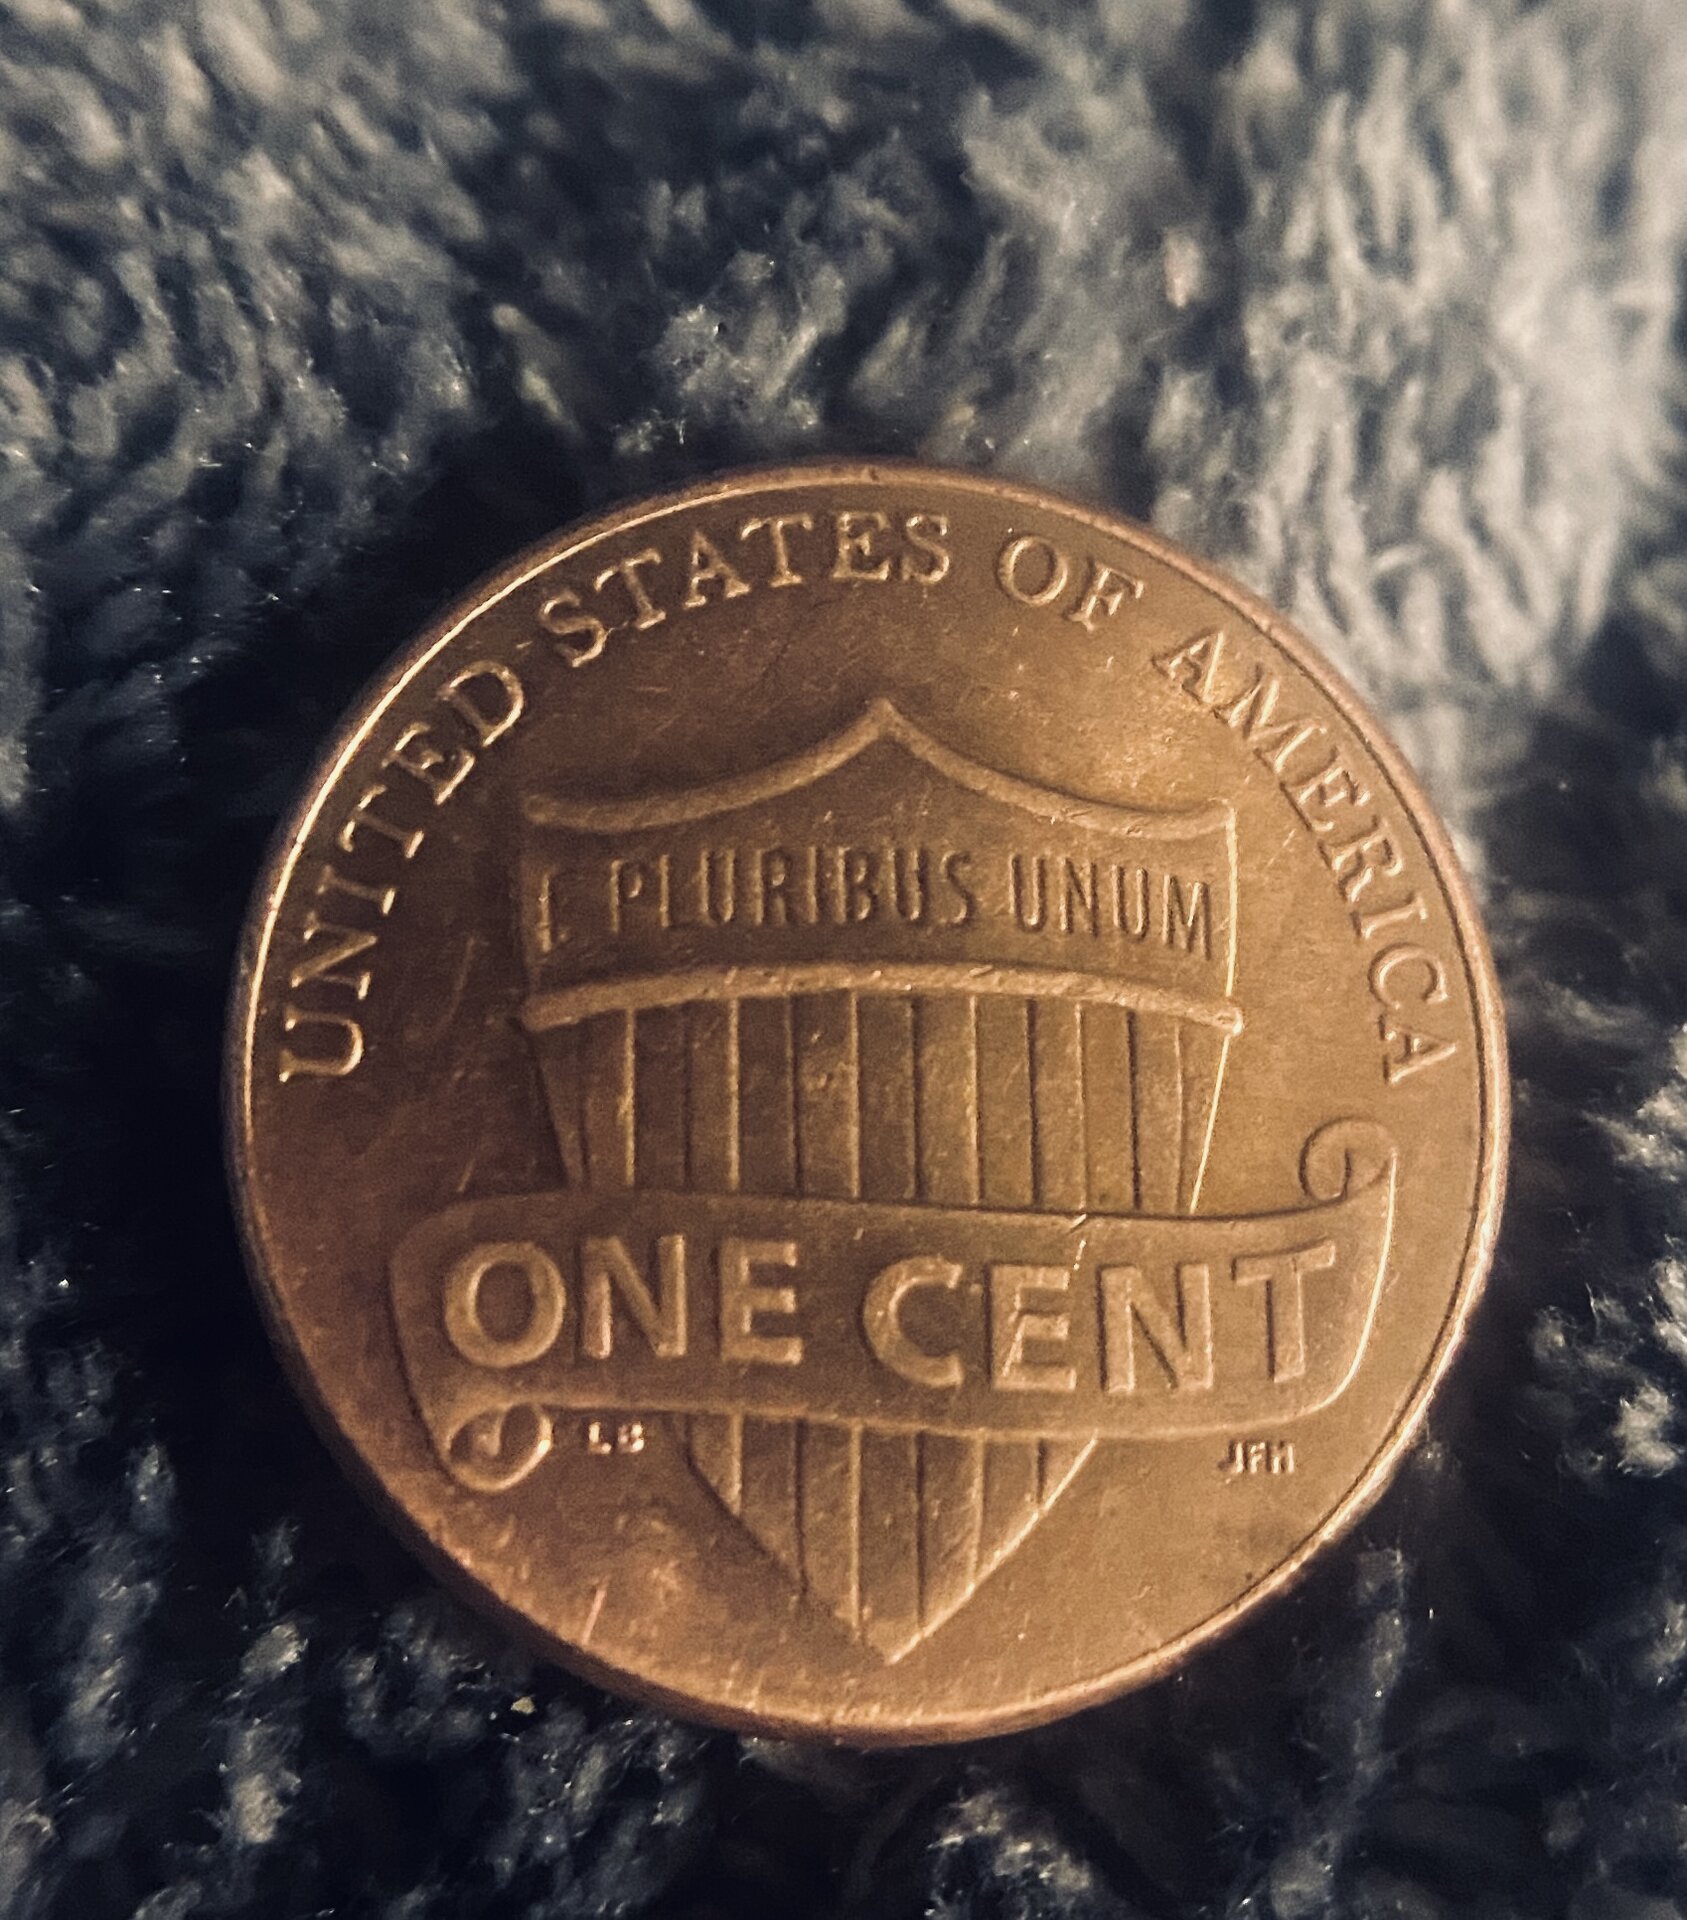 UNITED STATES OF AMERICA
E PLURIBUS UNUM
ONE CENT
LB
JFM